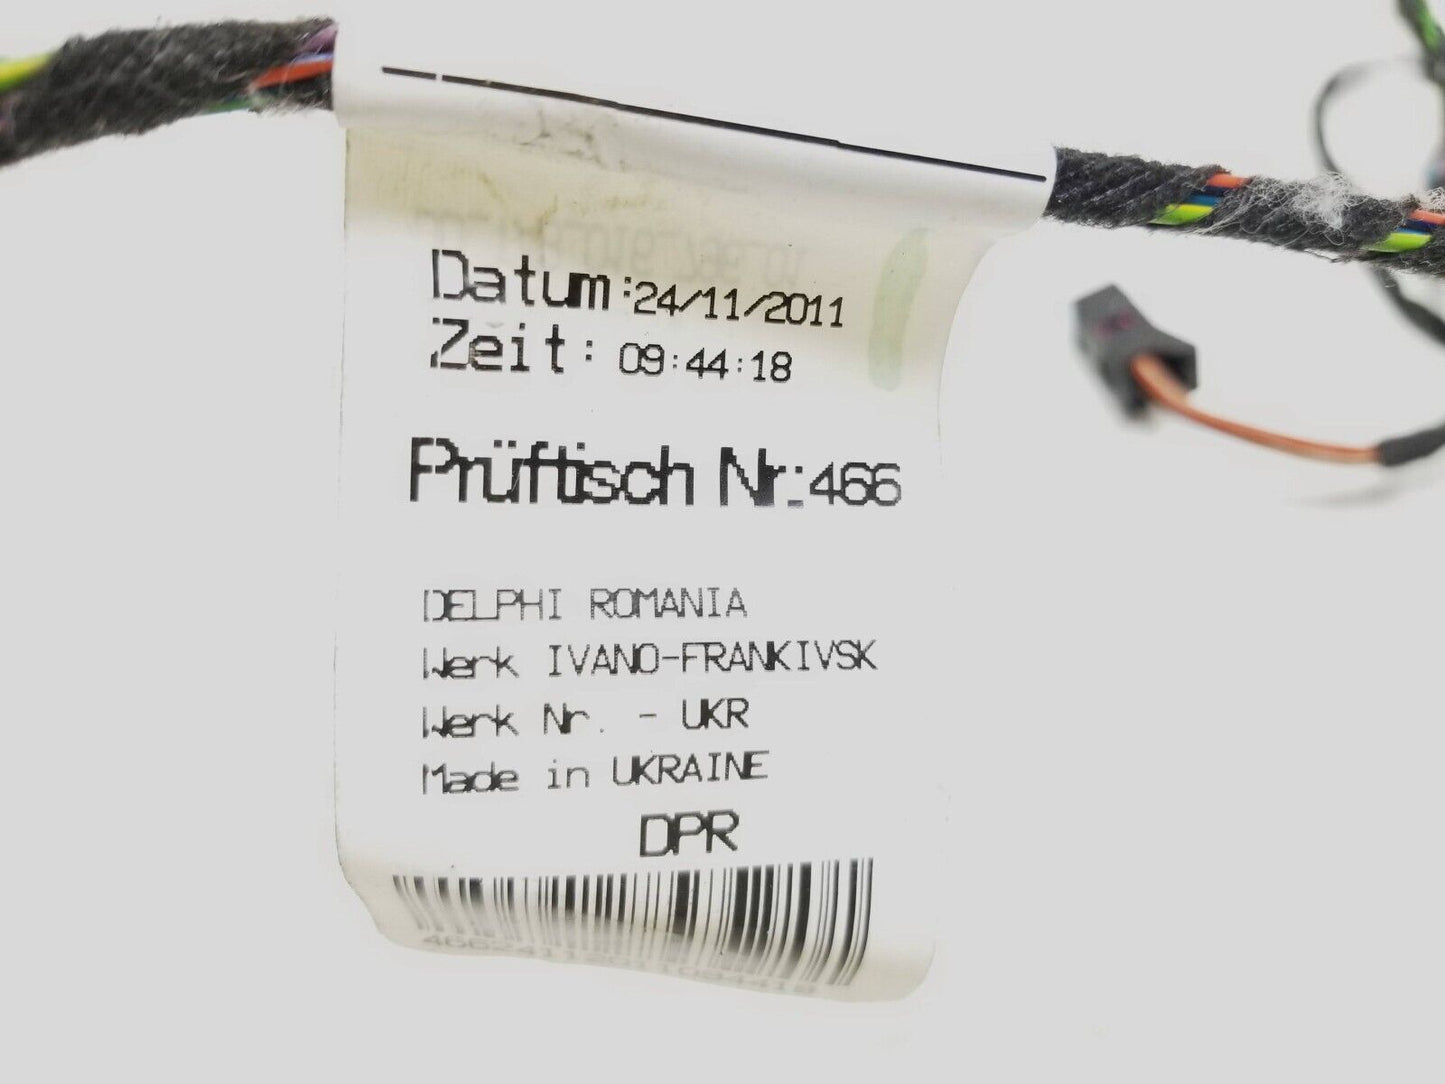 Datum:24/11/2011
Zeit: 09:44:18
Prüftisch Nr.:466
DELPHI ROMANIA
Werk IVANO-FRANKIVSK
Werk Nr. - UKR
Made in UKRAINE
DPR
46624112011094418